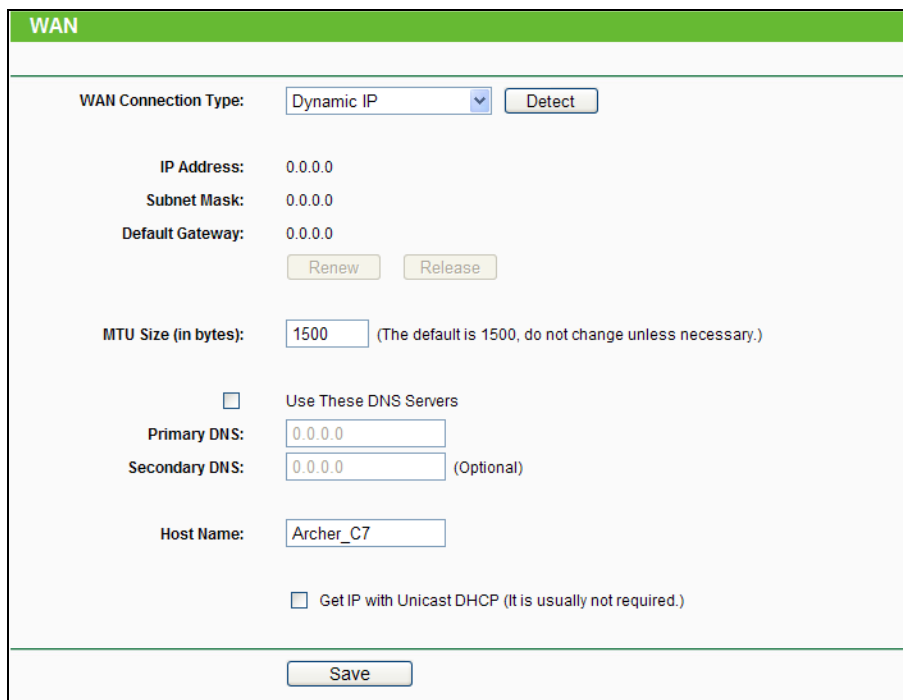 WAN
WAN Connection Type: Dynamic IP Detect
IP Address: 0.0.0.0
Subnet Mask: 0.0.0.0
Default Gateway: 0.0.0.0
Renew Release
MTU Size (in bytes): 1500 (The default is 1500, do not change unless necessary.)
Use These DNS Servers
Primary DNS: 0.0.0.0
Secondary DNS: 0.0.0.0 (Optional)
Host Name: Archer_C7
Get IP with Unicast DHCP (It is usually not required.)
Save